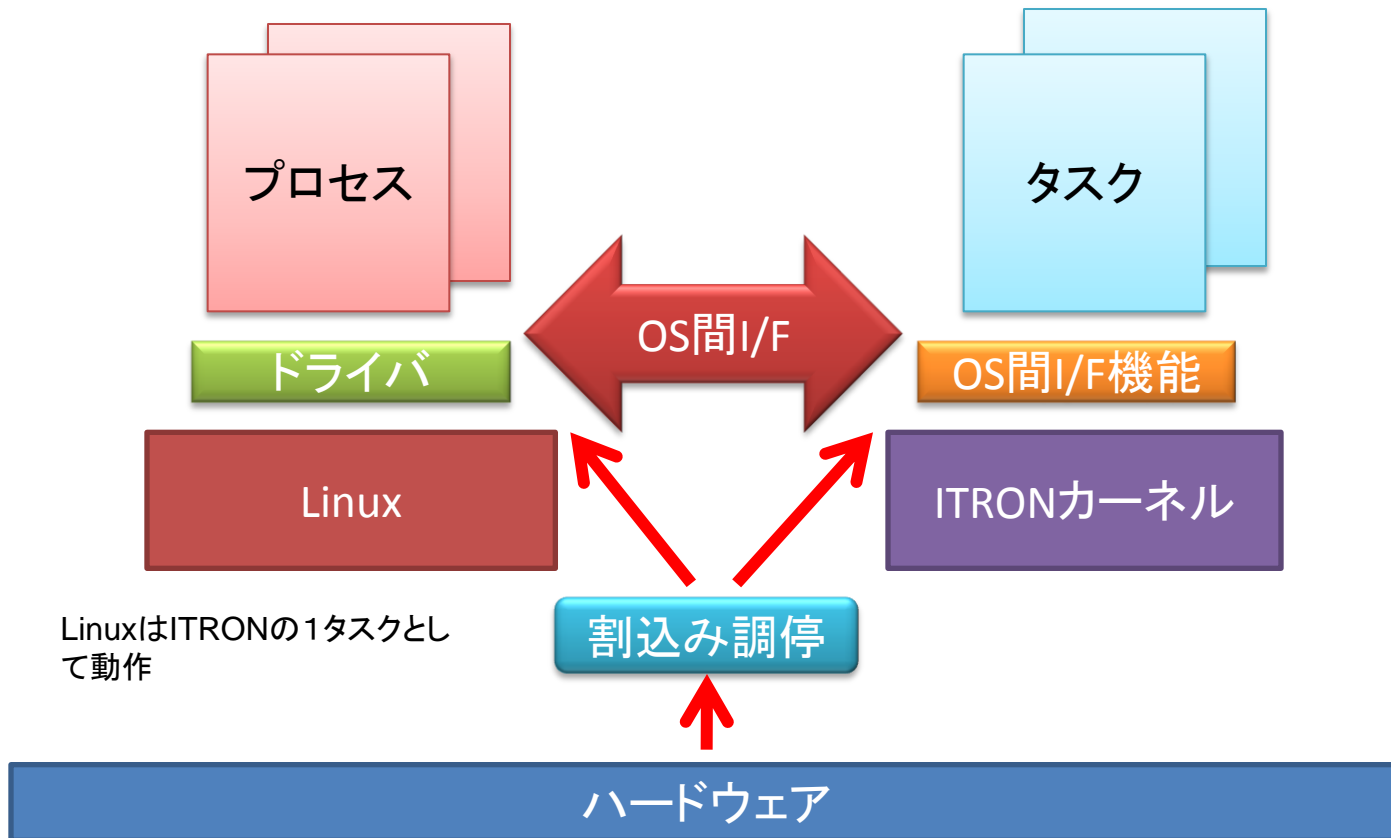 プロセス
タスク
OS間I/F
ドライバ
OS間I/F機能
Linux
ITRONカーネル
LinuxはITRONの１タスクとし
て動作
割込み調停
ハードウェア